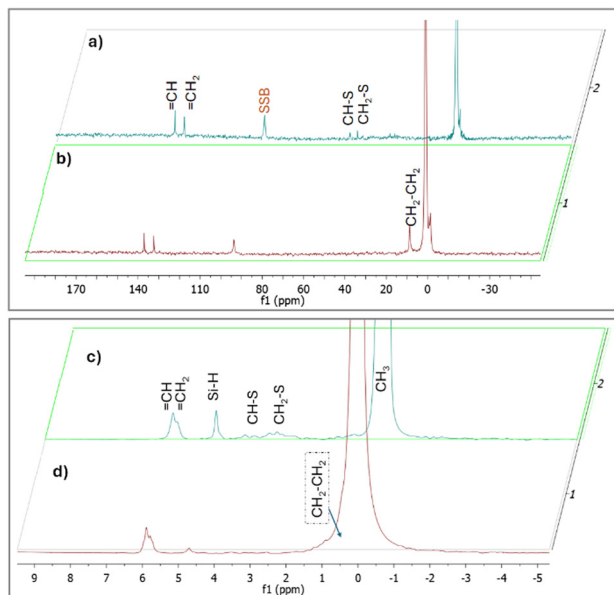 a)
=CH
=CH₂
SSB
CH-S
CH₂-S
2
b)
CH₂-CH₂
1
170 140 110 80 60 40 20 0 -30
f1 (ppm)
c)
=CH
=CH₂
Si-H
CH-S
CH₂-S
CH₃
2
d)
CH₂-CH₂
1
9 8 7 6 5 4 3 2 1 0 -1 -2 -3 -4 -5
f1 (ppm)